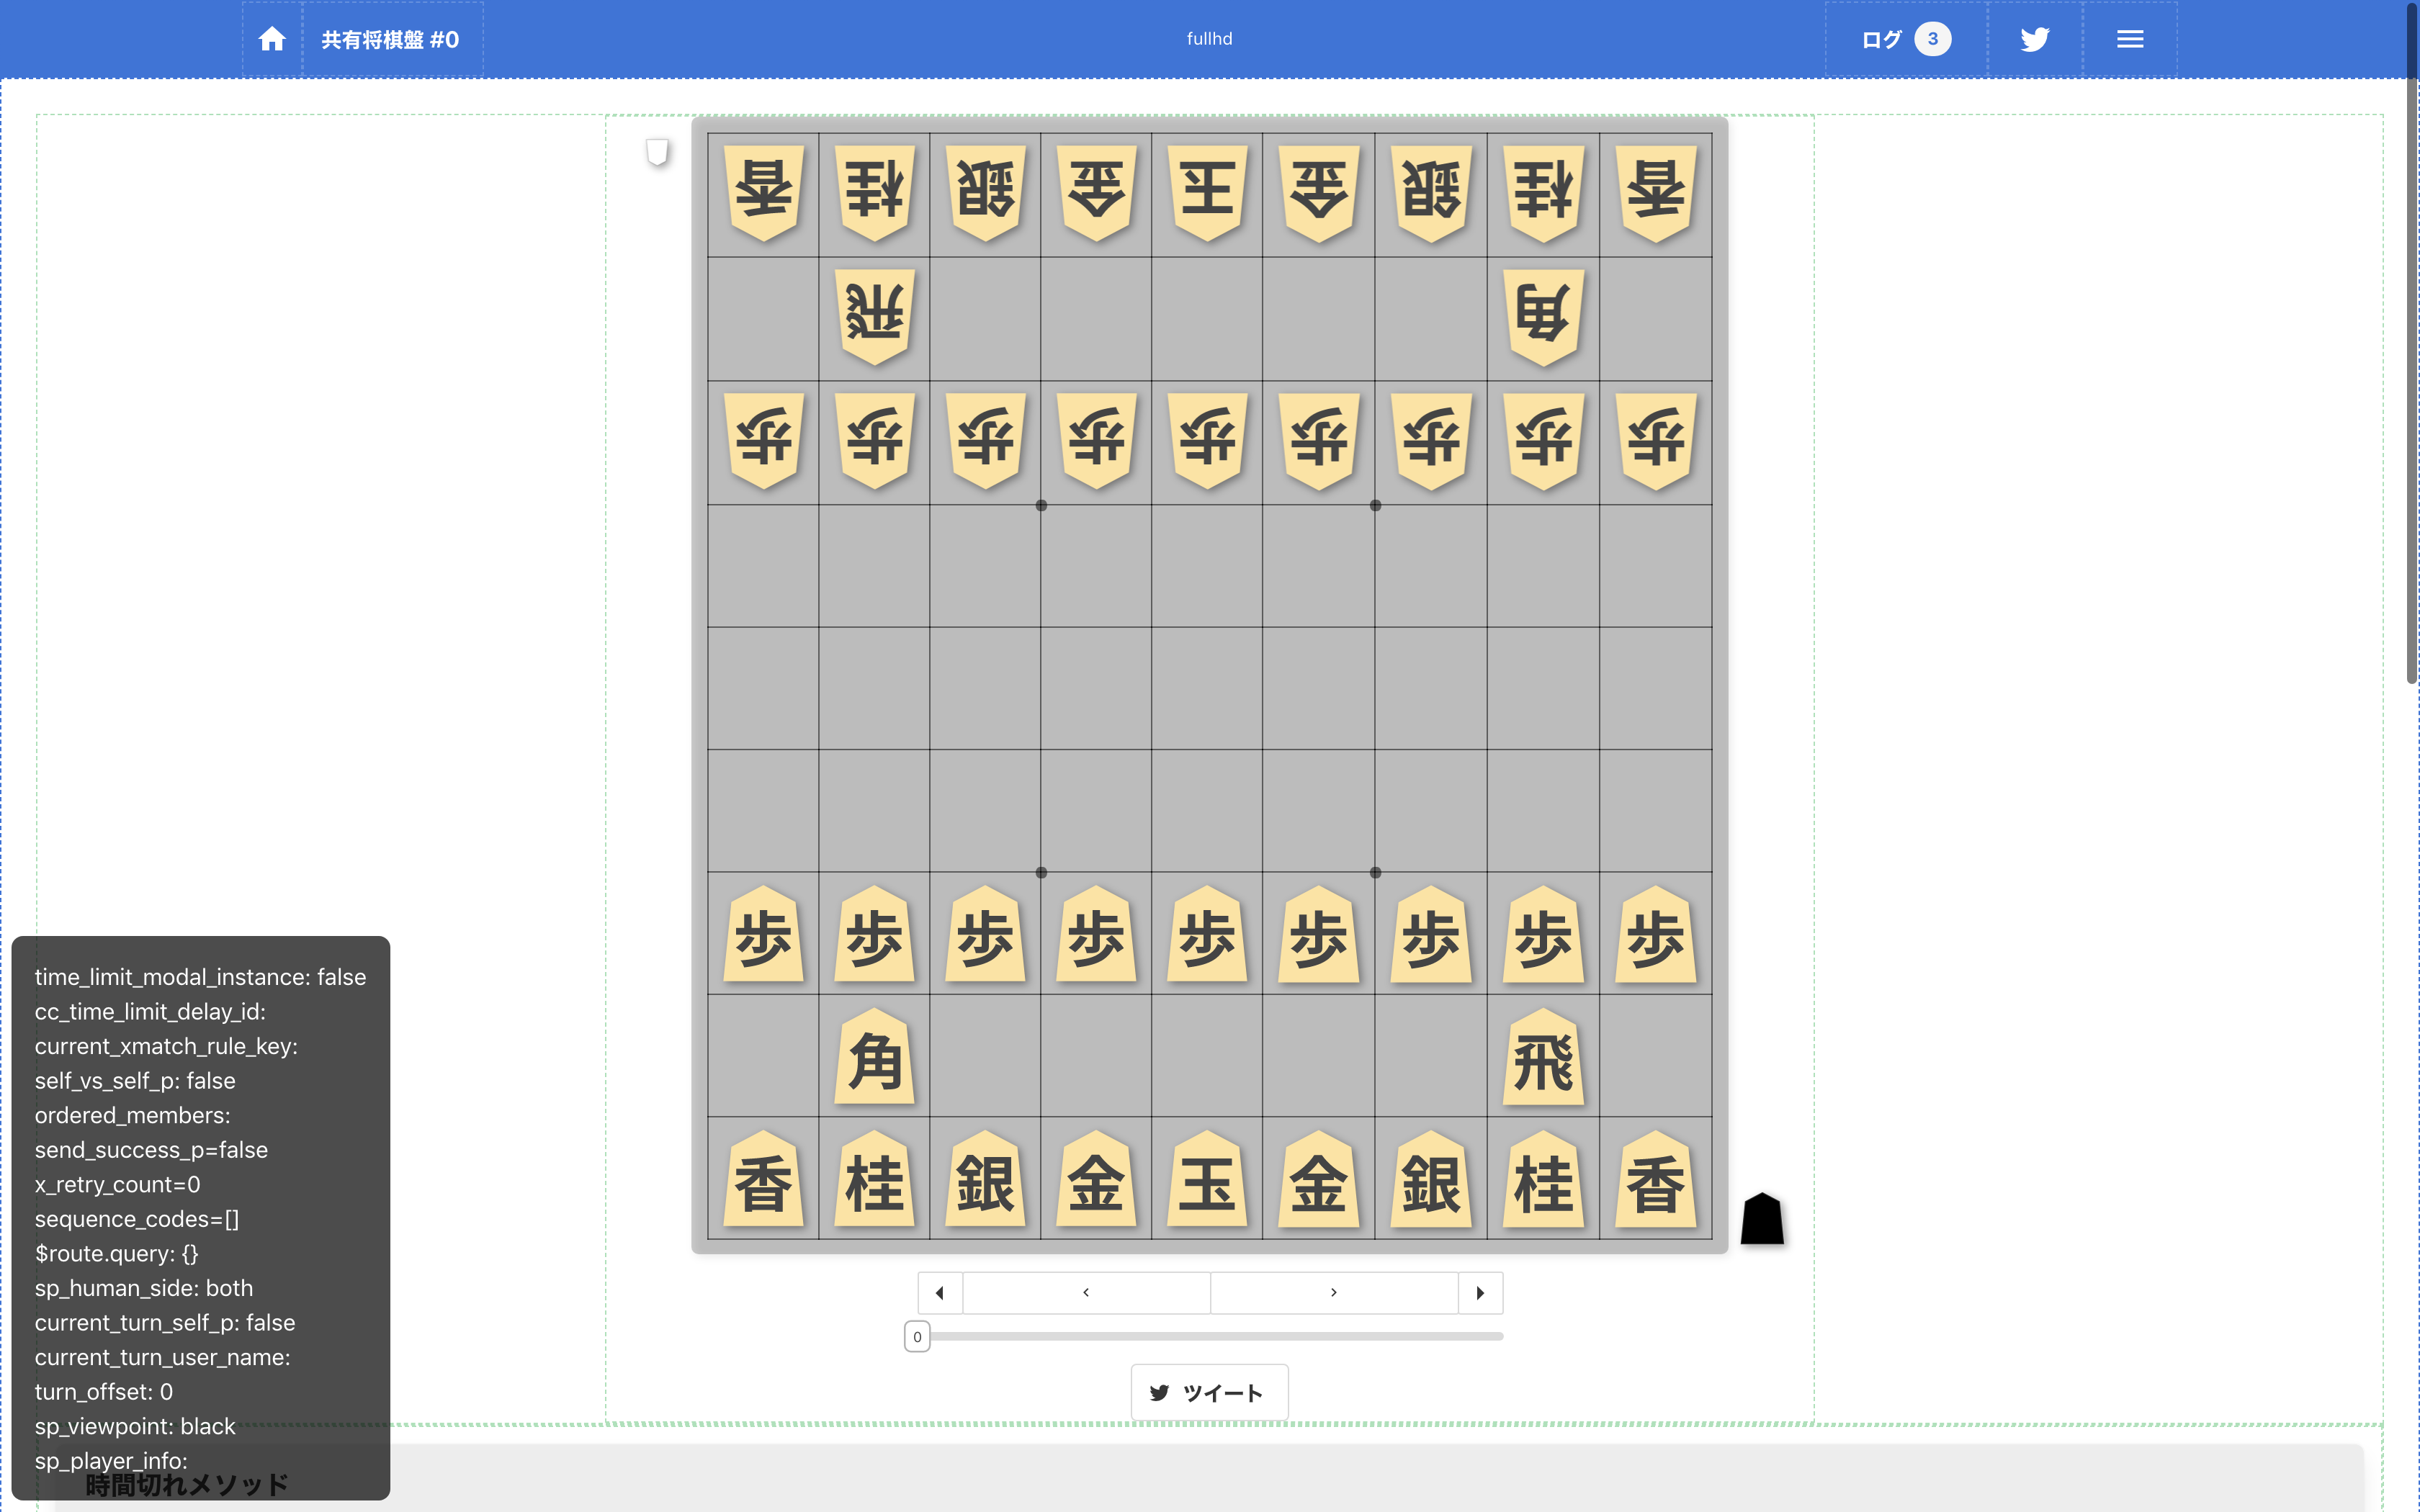 共有将棋盤 #0
fullhd
ログ 3
香 桂 銀 金 玉 金 銀 桂 香
飛 角
歩 歩 歩 歩 歩 歩 歩 歩 歩
歩 歩 歩 歩 歩 歩 歩 歩 歩
角 飛
香 桂 銀 金 玉 金 銀 桂 香
0
ツイート
time_limit_modal_instance: false
cc_time_limit_delay_id:
current_xmatch_rule_key:
self_vs_self_p: false
ordered_members:
send_success_p=false
x_retry_count=0
sequence_codes=[]
$route.query: {}
sp_human_side: both
current_turn_self_p: false
current_turn_user_name:
turn_offset: 0
sp_viewpoint: black
sp_player_info:
時間切れメソッド